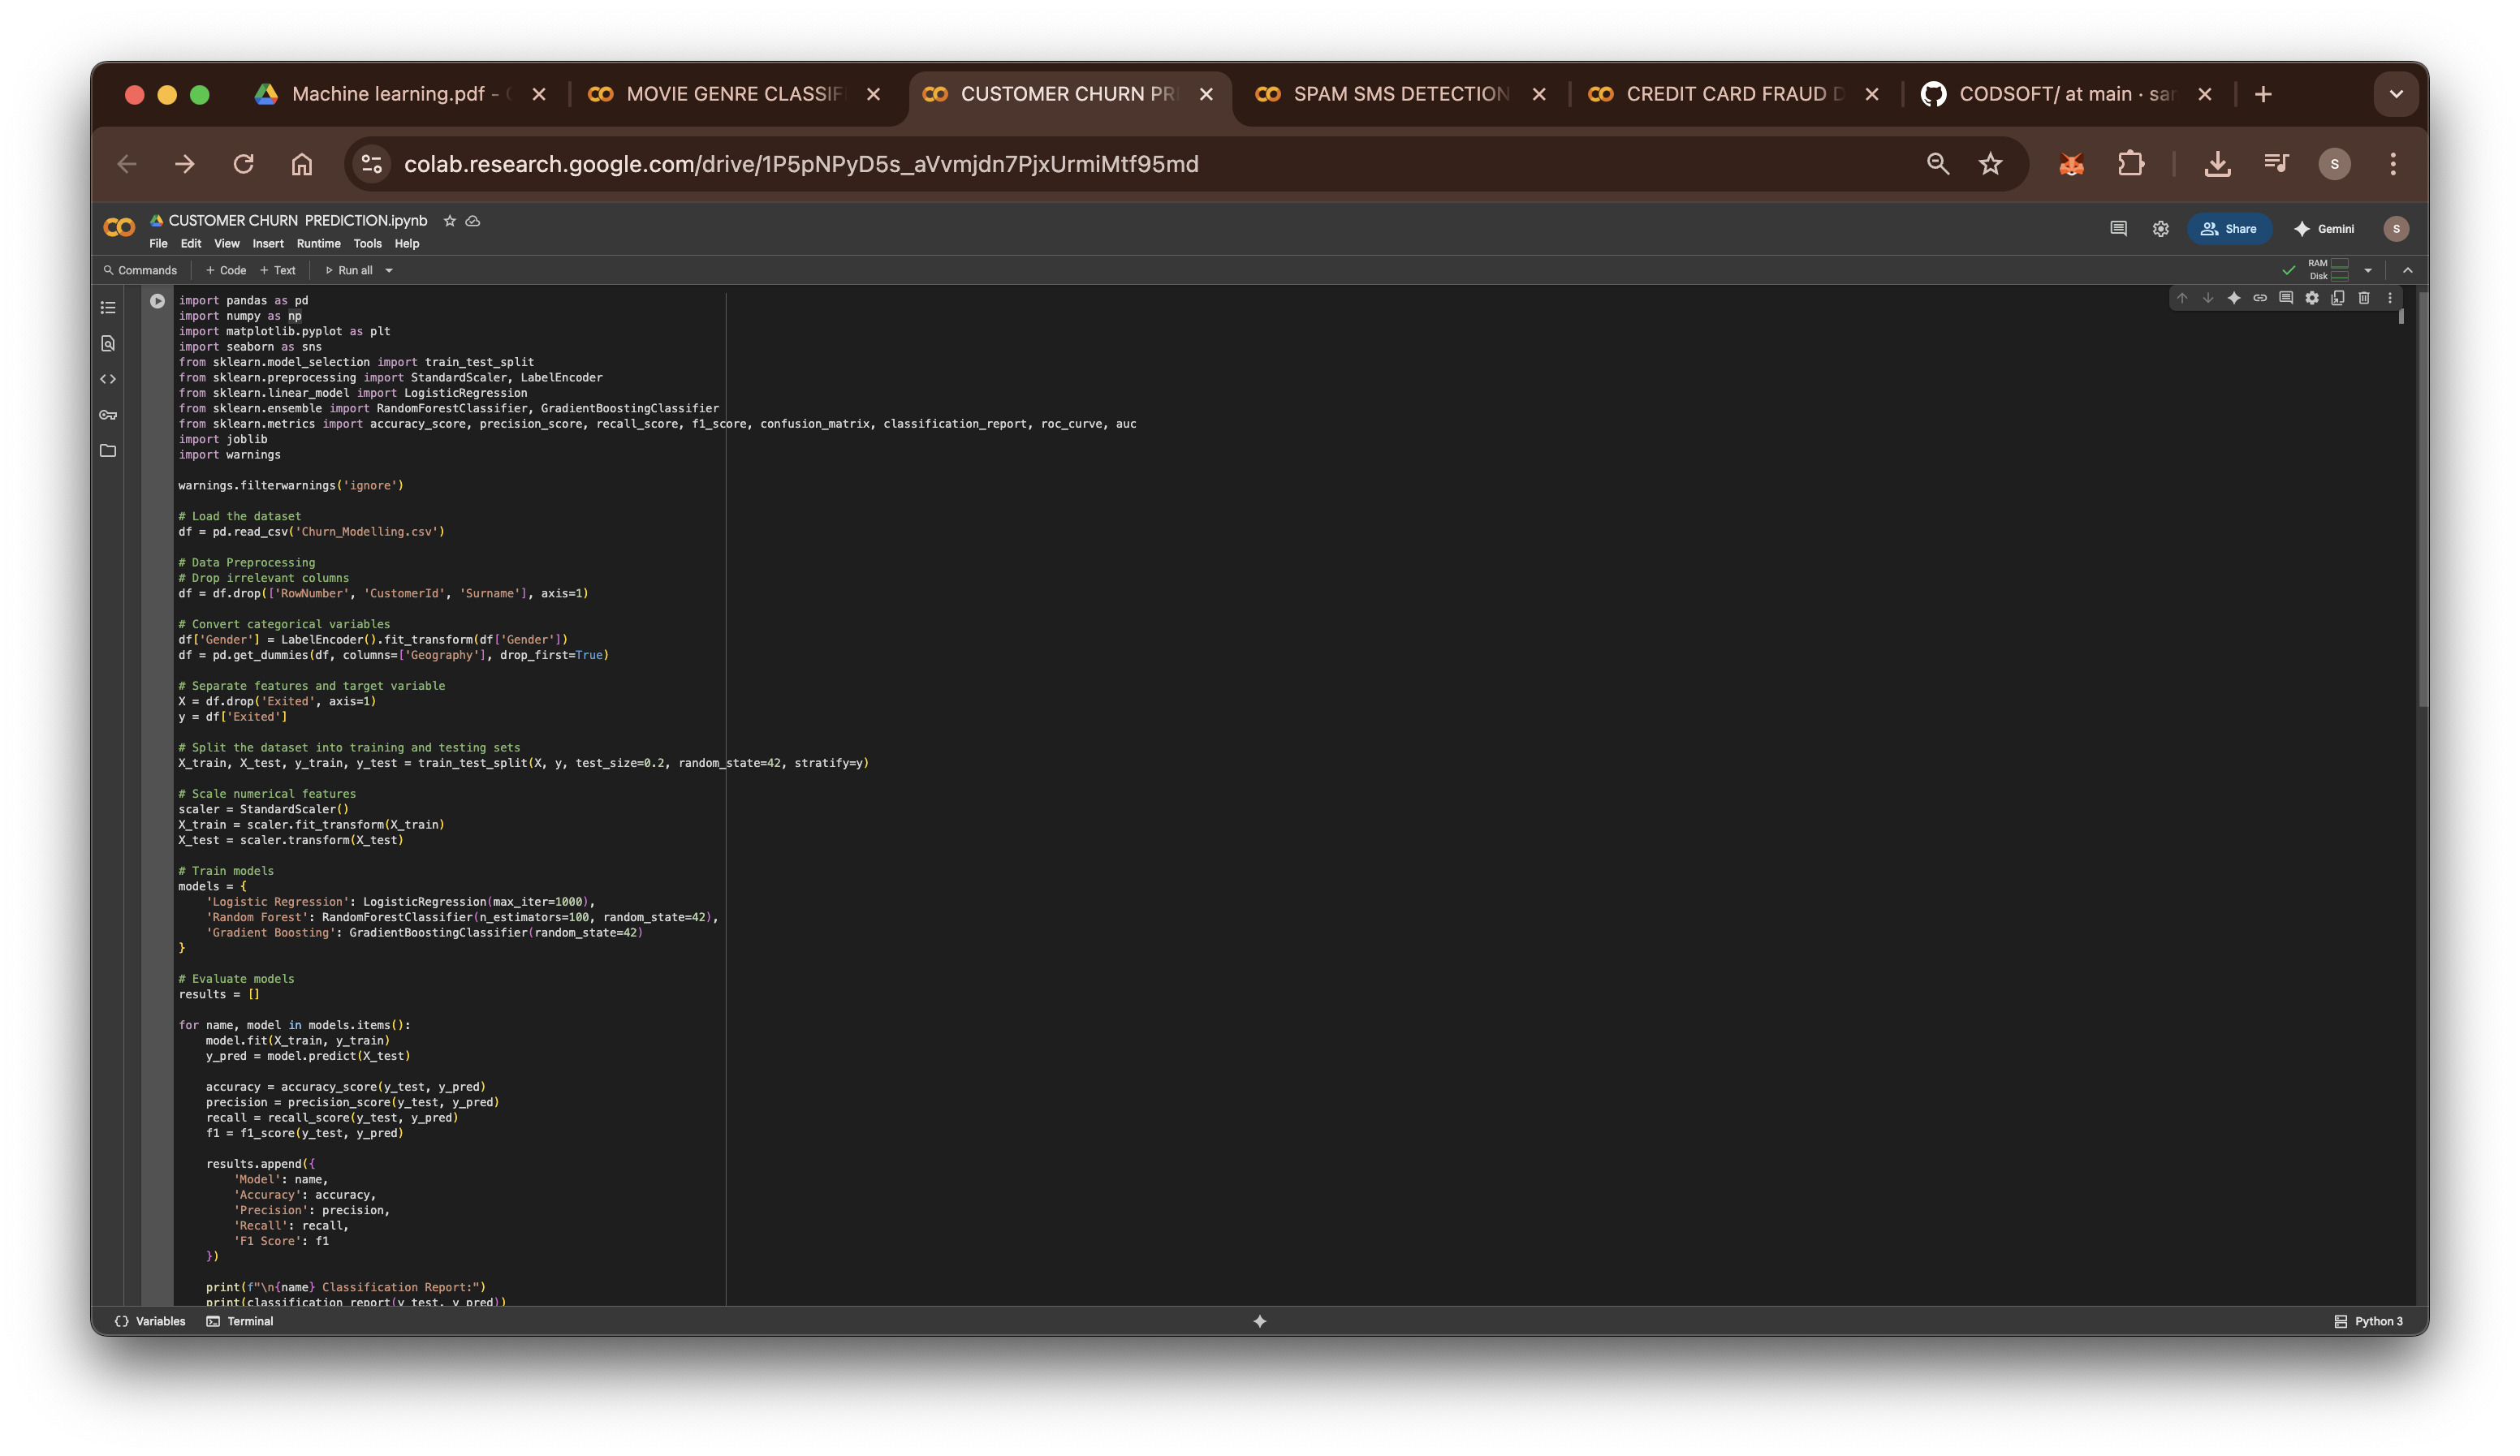 Machine learning.pdf -
MOVIE GENRE CLASSIF
CUSTOMER CHURN PR
SPAM SMS DETECTION
CREDIT CARD FRAUD D
CODSOFT/ at main · sar
colab.research.google.com/drive/1P5pNPyD5s_aVvmjdn7PjxUrmiMtf95md
S
CUSTOMER CHURN  PREDICTION.ipynb
File Edit View Insert Runtime Tools Help
Share
Gemini
S
Commands + Code + Text Run all
RAM
Disk
import pandas as pd
import numpy as np
import matplotlib.pyplot as plt
import seaborn as sns
from sklearn.model_selection import train_test_split
from sklearn.preprocessing import StandardScaler, LabelEncoder
from sklearn.linear_model import LogisticRegression
from sklearn.ensemble import RandomForestClassifier, GradientBoostingClassifier
from sklearn.metrics import accuracy_score, precision_score, recall_score, f1_score, confusion_matrix, classification_report, roc_curve, auc
import joblib
import warnings
warnings.filterwarnings('ignore')
# Load the dataset
df = pd.read_csv('Churn_Modelling.csv')
# Data Preprocessing
# Drop irrelevant columns
df = df.drop(['RowNumber', 'CustomerId', 'Surname'], axis=1)
# Convert categorical variables
df['Gender'] = LabelEncoder().fit_transform(df['Gender'])
df = pd.get_dummies(df, columns=['Geography'], drop_first=True)
# Separate features and target variable
X = df.drop('Exited', axis=1)
y = df['Exited']
# Split the dataset into training and testing sets
X_train, X_test, y_train, y_test = train_test_split(X, y, test_size=0.2, random_state=42, stratify=y)
# Scale numerical features
scaler = StandardScaler()
X_train = scaler.fit_transform(X_train)
X_test = scaler.transform(X_test)
# Train models
models = {
    'Logistic Regression': LogisticRegression(max_iter=1000),
    'Random Forest': RandomForestClassifier(n_estimators=100, random_state=42),
    'Gradient Boosting': GradientBoostingClassifier(random_state=42)
}
# Evaluate models
results = []
for name, model in models.items():
    model.fit(X_train, y_train)
    y_pred = model.predict(X_test)
    accuracy = accuracy_score(y_test, y_pred)
    precision = precision_score(y_test, y_pred)
    recall = recall_score(y_test, y_pred)
    f1 = f1_score(y_test, y_pred)
    results.append({
        'Model': name,
        'Accuracy': accuracy,
        'Precision': precision,
        'Recall': recall,
        'F1 Score': f1
    })
    print(f"\n{name} Classification Report:")
    print(classification_report(y_test, y_pred))
Variables Terminal
Python 3